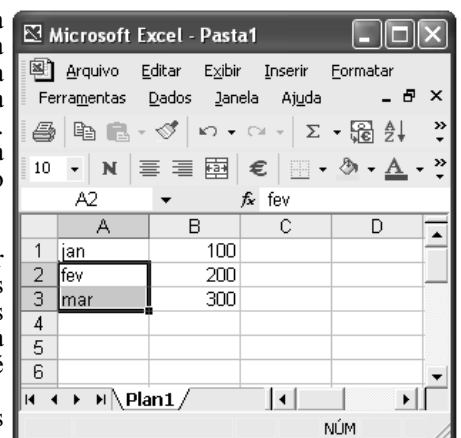 Microsoft Excel - Pasta1
Arquivo Editar Exibir Inserir Formatar
Ferramentas Dados Janela Ajuda
10 N € A
A2 fx fev
A B C D
1 jan 100
2 fev 200
3 mar 300
4
5
6
Plan1
NÚM